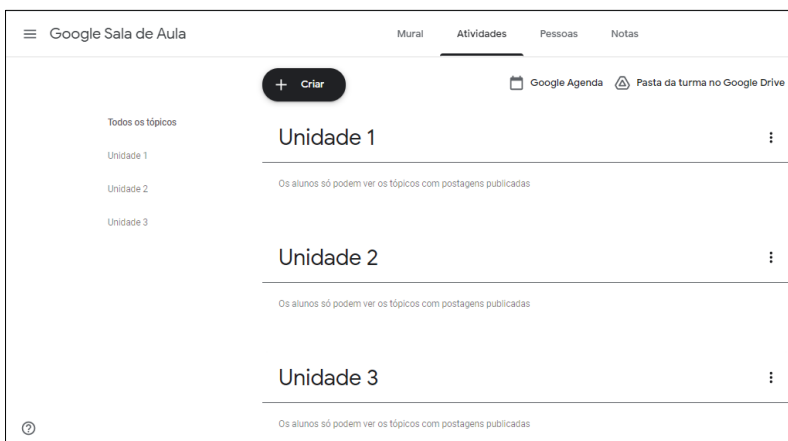 Google Sala de Aula
Mural Atividades Pessoas Notas
+ Criar
Google Agenda Pasta da turma no Google Drive
Todos os tópicos
Unidade 1
Unidade 2
Unidade 3
Unidade 1
Os alunos só podem ver os tópicos com postagens publicadas
Unidade 2
Os alunos só podem ver os tópicos com postagens publicadas
Unidade 3
Os alunos só podem ver os tópicos com postagens publicadas